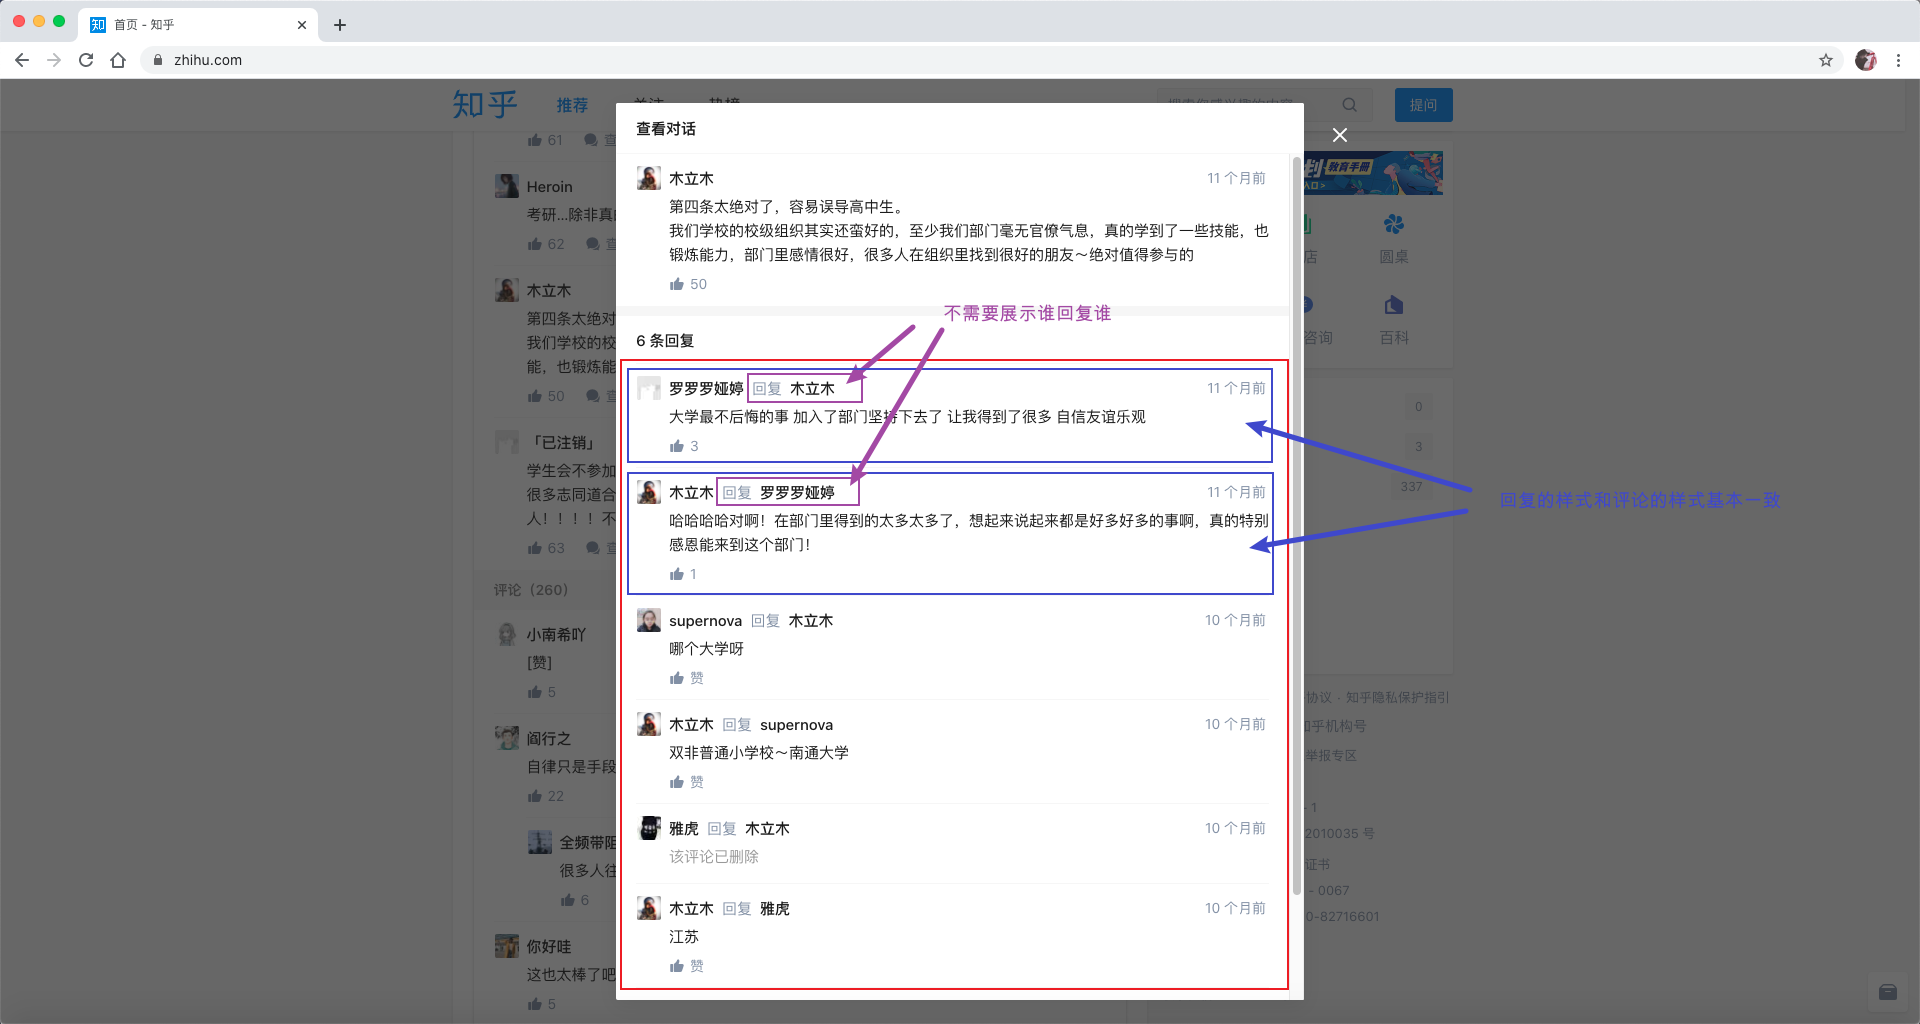 首页 - 知乎
zhihu.com
知乎
推荐
提问
61
查
Heroin
考研...除非真
62
查
木立木
第四条太绝对
我们学校的校
能，也锻炼能
50
查
「已注销」
学生会不参加
很多志同道合
人！！！！不
63
查
评论（260）
小南希吖
[赞]
5
阎行之
自律只是手段
22
全频带阻
很多人往
6
你好哇
这也太棒了吧
5
查看对话
木立木
11 个月前
第四条太绝对了，容易误导高中生。
我们学校的校级组织其实还蛮好的，至少我们部门毫无官僚气息，真的学到了一些技能，也
锻炼能力，部门里感情很好，很多人在组织里找到很好的朋友～绝对值得参与的
50
不需要展示谁回复谁
6 条回复
罗罗罗娅婷 回复 木立木
11 个月前
大学最不后悔的事 加入了部门坚持下去了 让我得到了很多 自信友谊乐观
3
木立木 回复 罗罗罗娅婷
11 个月前
哈哈哈哈对啊！在部门里得到的太多太多了，想起来说起来都是好多好多的事啊，真的特别
感恩能来到这个部门！
1
supernova 回复 木立木
10 个月前
哪个大学呀
赞
木立木 回复 supernova
10 个月前
双非普通小学校～南通大学
赞
雅虎 回复 木立木
10 个月前
该评论已删除
木立木 回复 雅虎
10 个月前
江苏
赞
回复的样式和评论的样式基本一致
教育手册
入口 >
店
圆桌
咨询
百科
0
3
337
协议 · 知乎隐私保护指引
知乎机构号
举报专区
- 1
2010035 号
证书
- 0067
0-82716601